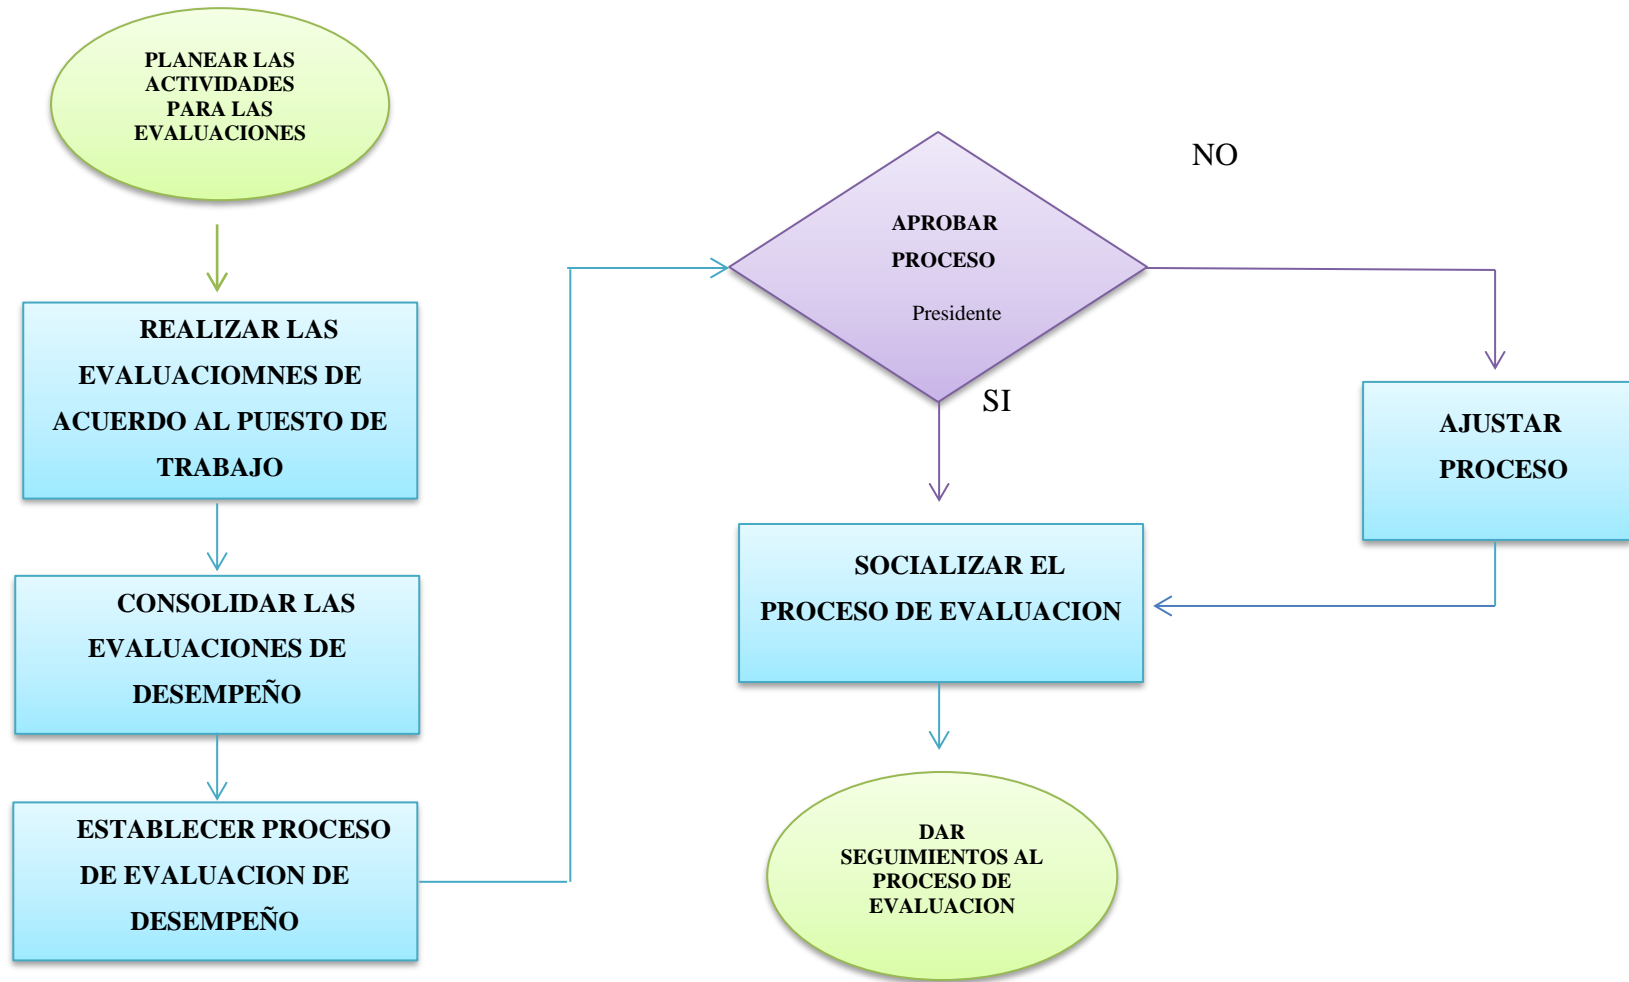 PLANEAR LAS
ACTIVIDADES
PARA LAS
EVALUACIONES
REALIZAR LAS
EVALUACIOMNES DE
ACUERDO AL PUESTO DE
TRABAJO
CONSOLIDAR LAS
EVALUACIONES DE
DESEMPEÑO
ESTABLECER PROCESO
DE EVALUACION DE
DESEMPEÑO
APROBAR
PROCESO
Presidente
NO
SI
AJUSTAR
PROCESO
SOCIALIZAR EL
PROCESO DE EVALUACION
DAR
SEGUIMIENTOS AL
PROCESO DE
EVALUACION